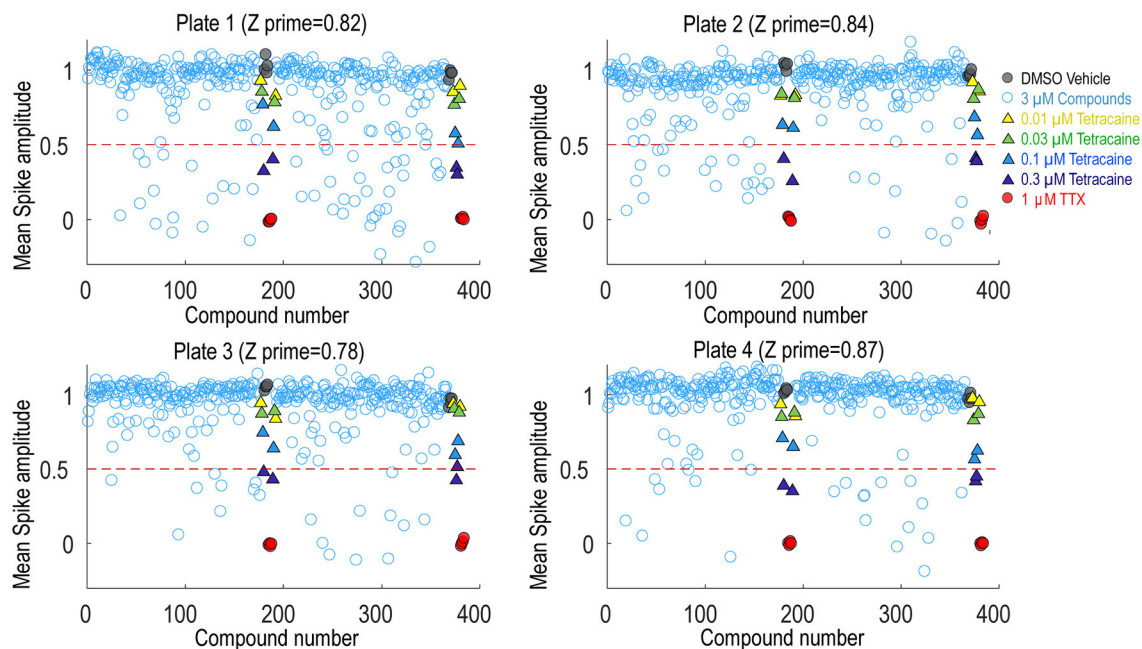 Plate 1 (Z prime=0.82)
Mean Spike amplitude
1
0.5
0
0 100 200 300 400
Compound number
Plate 2 (Z prime=0.84)
Mean Spike amplitude
1
0.5
0
0 100 200 300 400
Compound number
DMSO Vehicle
3 µM Compounds
0.01 µM Tetracaine
0.03 µM Tetracaine
0.1 µM Tetracaine
0.3 µM Tetracaine
1 µM TTX
Plate 3 (Z prime=0.78)
Mean Spike amplitude
1
0.5
0
0 100 200 300 400
Compound number
Plate 4 (Z prime=0.87)
Mean Spike amplitude
1
0.5
0
0 100 200 300 400
Compound number